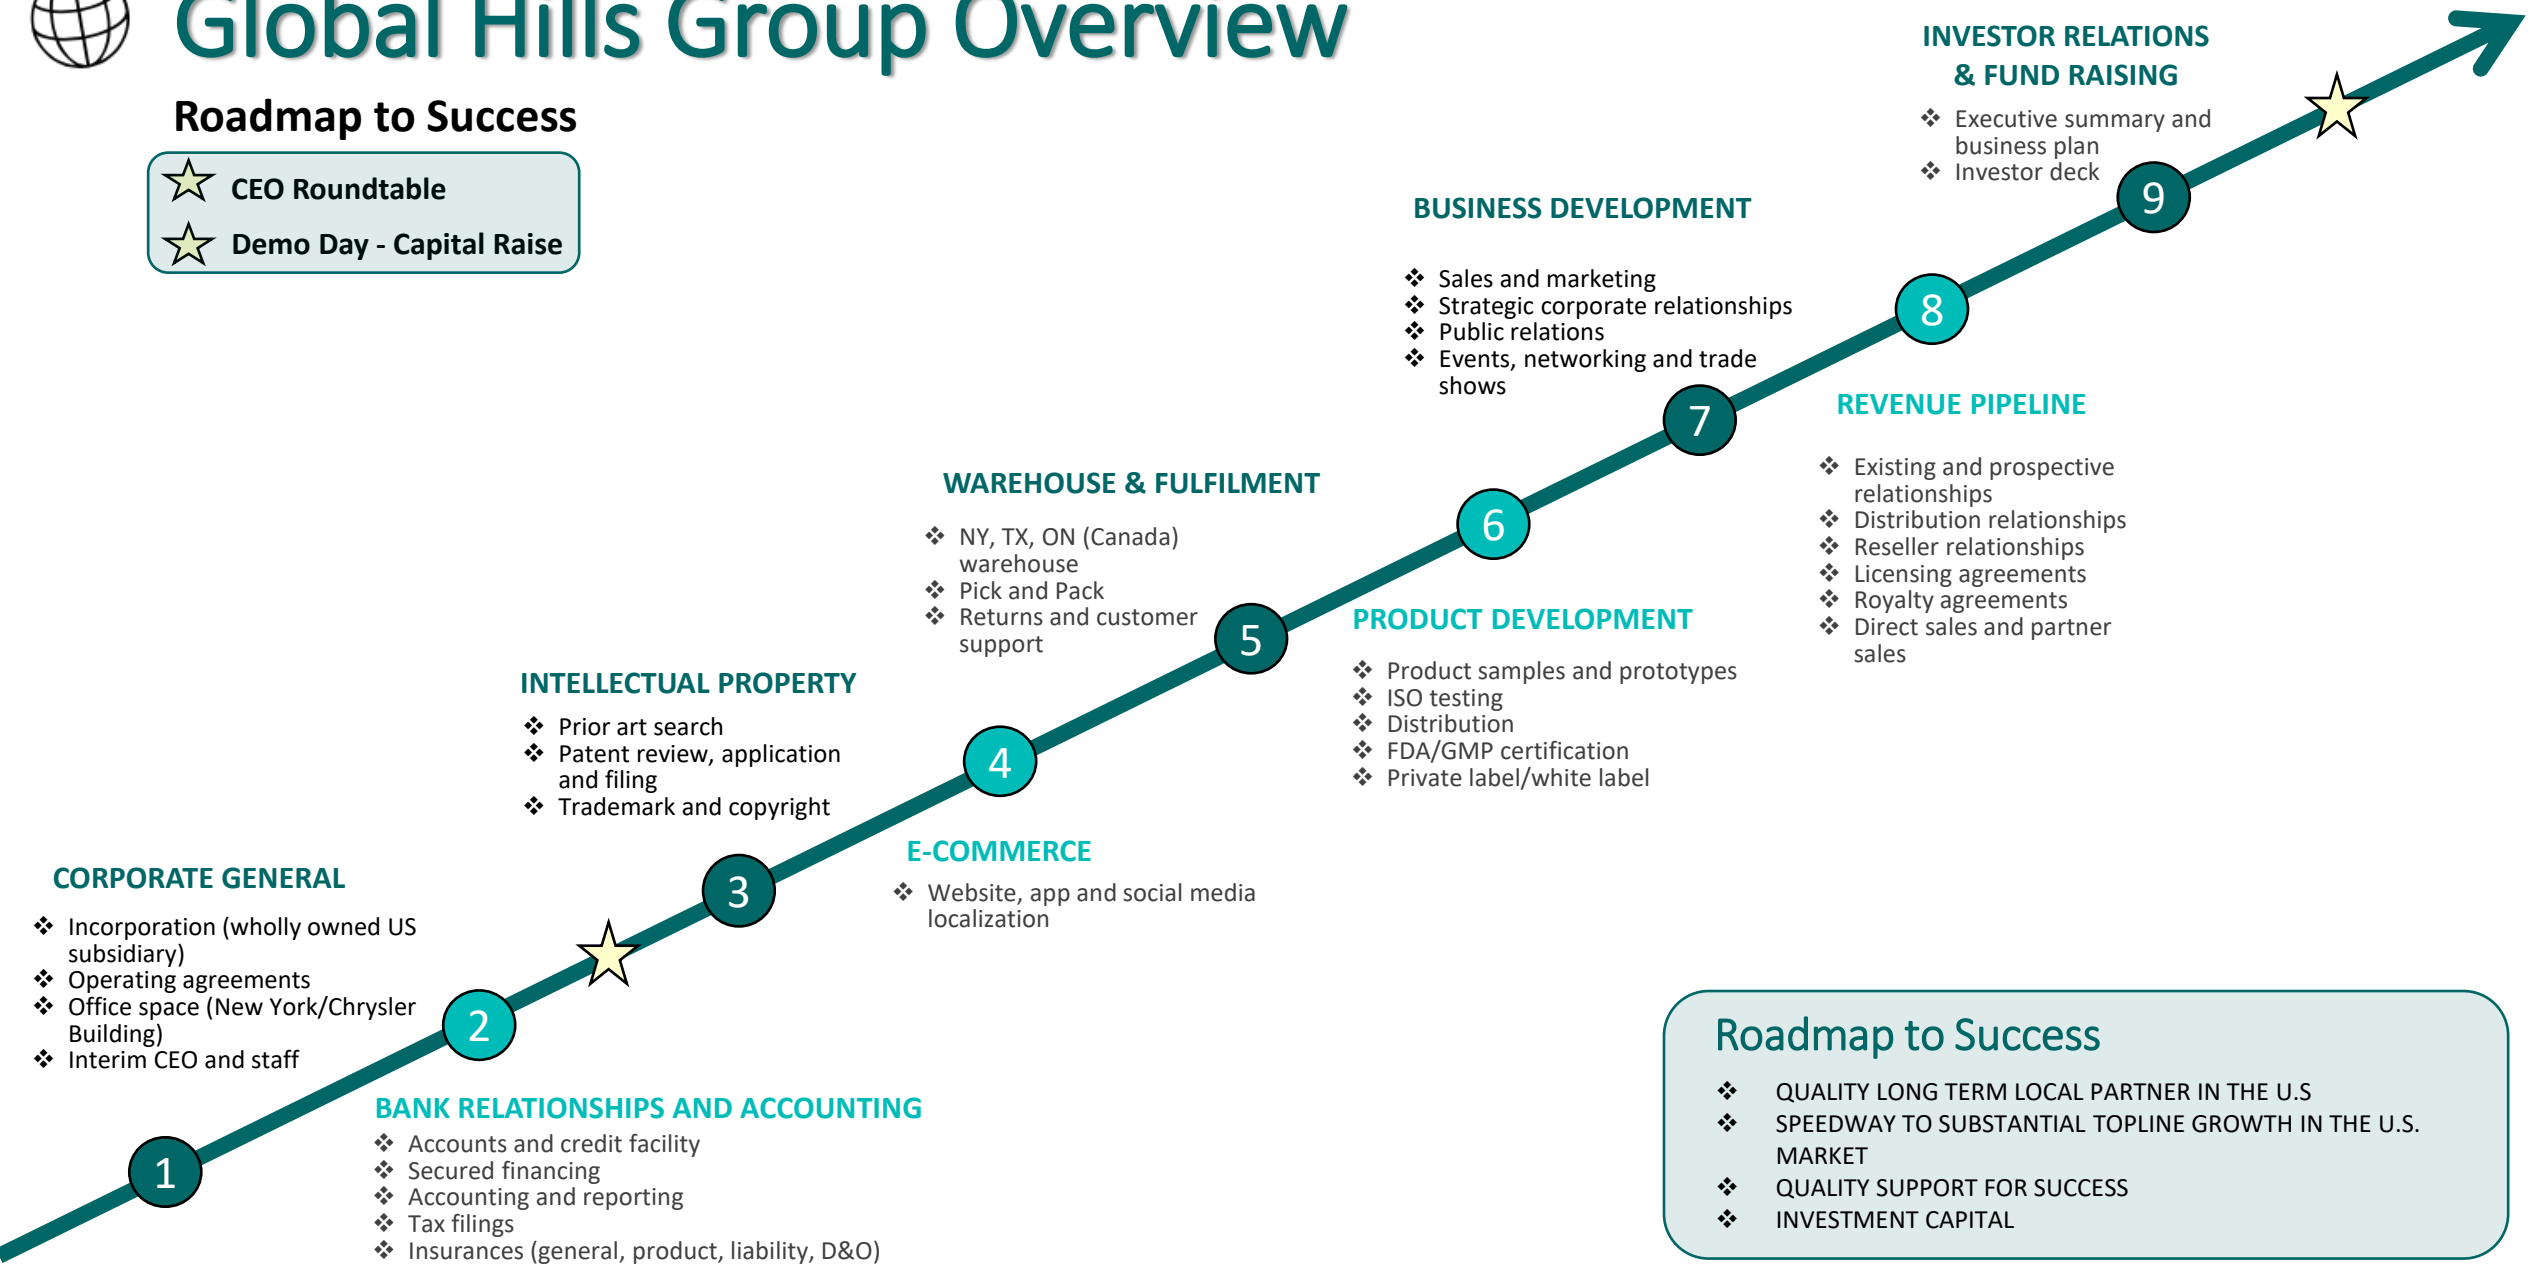 Global Hills Group Overview
Roadmap to Success
CEO Roundtable
Demo Day - Capital Raise
1
CORPORATE GENERAL
❖ Incorporation (wholly owned US
subsidiary)
❖ Operating agreements
❖ Office space (New York/Chrysler
Building)
❖ Interim CEO and staff
2
BANK RELATIONSHIPS AND ACCOUNTING
❖ Accounts and credit facility
❖ Secured financing
❖ Accounting and reporting
❖ Tax filings
❖ Insurances (general, product, liability, D&O)
3
INTELLECTUAL PROPERTY
❖ Prior art search
❖ Patent review, application
and filing
❖ Trademark and copyright
4
E-COMMERCE
❖ Website, app and social media
localization
5
WAREHOUSE & FULFILMENT
❖ NY, TX, ON (Canada)
warehouse
❖ Pick and Pack
❖ Returns and customer
support
6
PRODUCT DEVELOPMENT
❖ Product samples and prototypes
❖ ISO testing
❖ Distribution
❖ FDA/GMP certification
❖ Private label/white label
7
BUSINESS DEVELOPMENT
❖ Sales and marketing
❖ Strategic corporate relationships
❖ Public relations
❖ Events, networking and trade
shows
8
REVENUE PIPELINE
❖ Existing and prospective
relationships
❖ Distribution relationships
❖ Reseller relationships
❖ Licensing agreements
❖ Royalty agreements
❖ Direct sales and partner
sales
9
INVESTOR RELATIONS
& FUND RAISING
❖ Executive summary and
business plan
❖ Investor deck
Roadmap to Success
❖ QUALITY LONG TERM LOCAL PARTNER IN THE U.S
❖ SPEEDWAY TO SUBSTANTIAL TOPLINE GROWTH IN THE U.S.
MARKET
❖ QUALITY SUPPORT FOR SUCCESS
❖ INVESTMENT CAPITAL